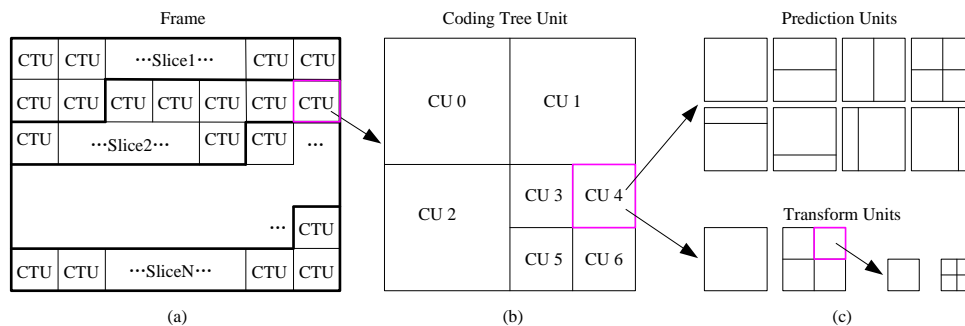 Frame
Coding Tree Unit
Prediction Units
CTU CTU ···Slice1··· CTU CTU
CTU CTU CTU CTU CTU CTU CTU
CTU ···Slice2··· CTU CTU ···
··· CTU
CTU CTU ···SliceN··· CTU CTU
CU 0 CU 1
CU 2 CU 3 CU 4
CU 5 CU 6
Transform Units
(a)
(b)
(c)